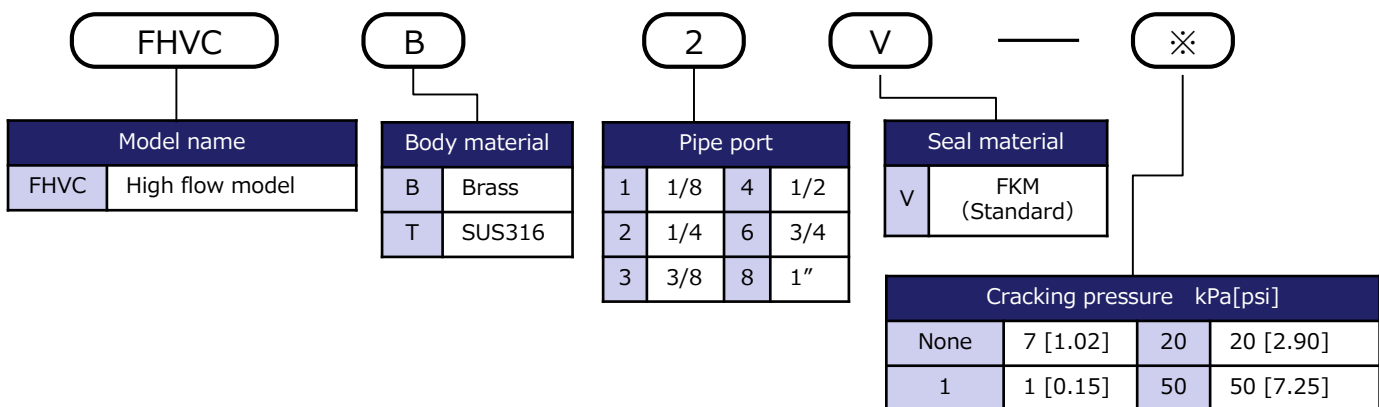 FHVC B 2 V — ※
Model name
FHVC High flow model
Body material
B Brass
T SUS316
Pipe port
1 1/8 4 1/2
2 1/4 6 3/4
3 3/8 8 1″
Seal material
V FKM
（Standard）
Cracking pressure kPa[psi]
None 7 [1.02] 20 20 [2.90]
1 1 [0.15] 50 50 [7.25]